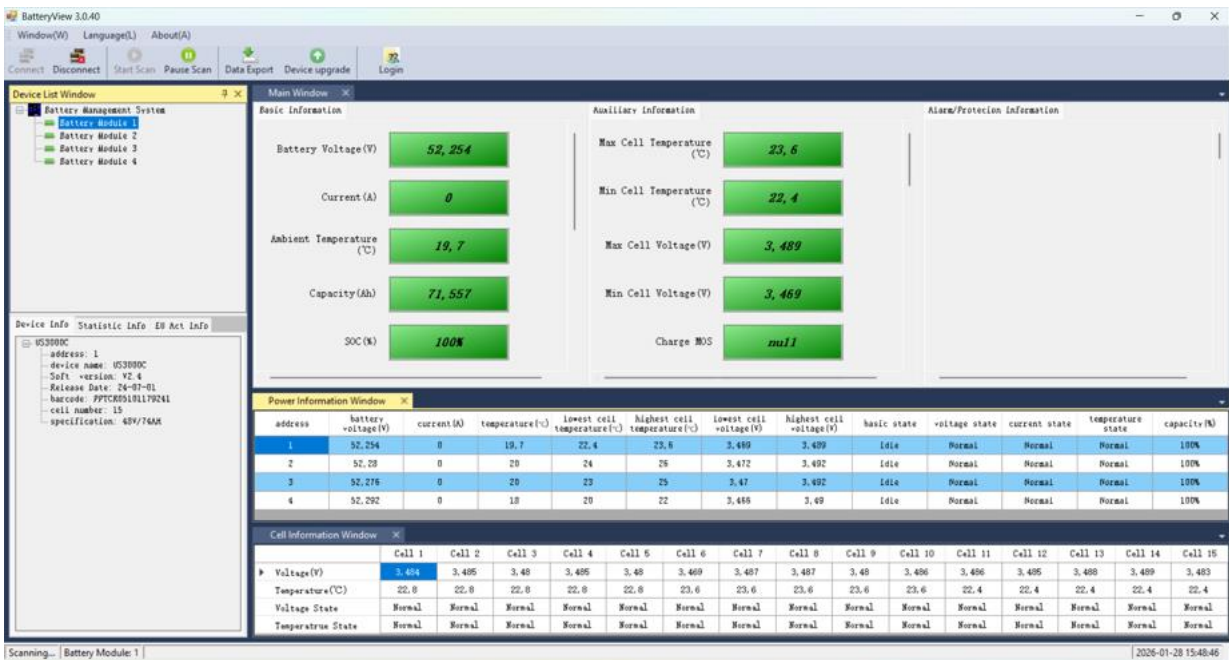 BatteryView 3.0.40
Window(W) Language(L) About(A)
Connect Disconnect Start Scan Pause Scan Data Export Device upgrade Login
Device List Window
Battery Management System
Battery Module 1
Battery Module 2
Battery Module 3
Battery Module 4
Device Info Statistic Info EU Act Info
US3000C
address: 1
device name: US3000C
Soft version: V2.4
Release Date: 24-07-01
barcode: PPTCR05101179241
cell number: 15
specification: 48V/74AH
Main Window
Basic Information
Battery Voltage(V) 52,254
Current(A) 0
Ambient Temperature (℃) 19,7
Capacity(Ah) 71,557
SOC(%) 100%
Auxiliary Information
Max Cell Temperature (℃) 23,6
Min Cell Temperature (℃) 22,4
Max Cell Voltage(V) 3,489
Min Cell Voltage(V) 3,469
Charge MOS null
Alarm/Protecion Information
Power Information Window
address battery voltage(V) current(A) temperature(℃) lowest cell temperature(℃) highest cell temperature(℃) lowest cell voltage(V) highest cell voltage(V) basic state voltage state current state temperature state capacity(%)
1 52,254 0 19,7 22,4 23,6 3,469 3,489 Idle Normal Normal Normal 100%
2 52,28 0 20 24 26 3,472 3,492 Idle Normal Normal Normal 100%
3 52,276 0 20 23 25 3,47 3,492 Idle Normal Normal Normal 100%
4 52,292 0 18 20 22 3,466 3,49 Idle Normal Normal Normal 100%
Cell Information Window
Cell 1 Cell 2 Cell 3 Cell 4 Cell 5 Cell 6 Cell 7 Cell 8 Cell 9 Cell 10 Cell 11 Cell 12 Cell 13 Cell 14 Cell 15
Voltage(V) 3,484 3,485 3,48 3,485 3,48 3,469 3,487 3,487 3,48 3,486 3,486 3,485 3,488 3,489 3,483
Temperature(℃) 22,8 22,8 22,8 22,8 22,8 23,6 23,6 23,6 23,6 23,6 22,4 22,4 22,4 22,4 22,4
Voltage State Normal Normal Normal Normal Normal Normal Normal Normal Normal Normal Normal Normal Normal Normal Normal
Temperatrue State Normal Normal Normal Normal Normal Normal Normal Normal Normal Normal Normal Normal Normal Normal Normal
Scanning... Battery Module: 1 2026-01-28 15:48:46